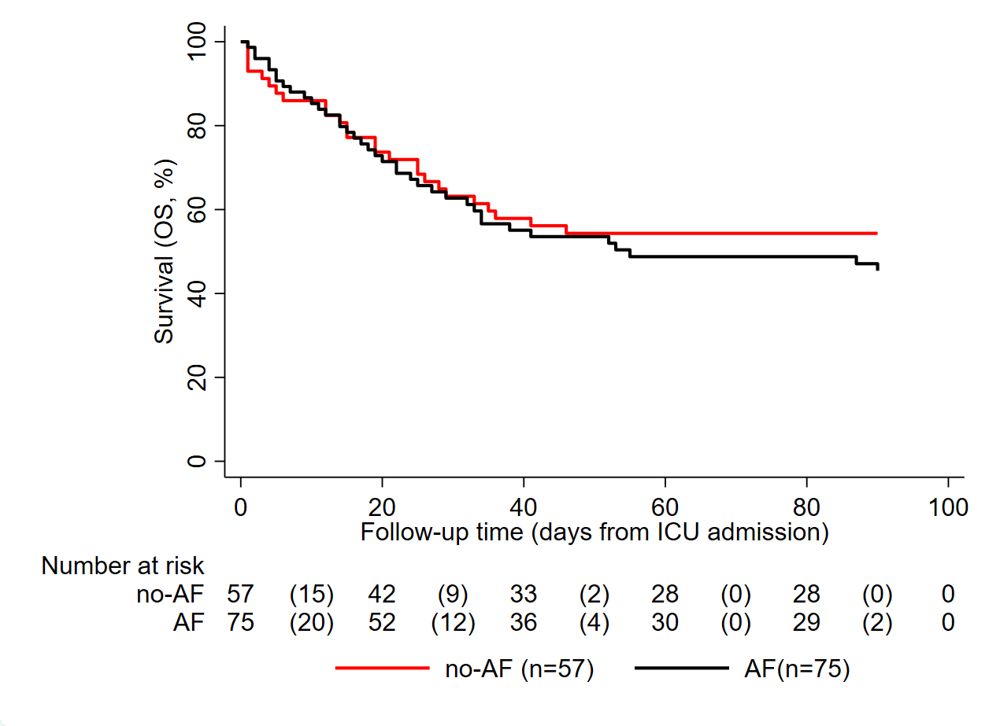 Survival (OS, %)
100
80
60
40
20
0
0 20 40 60 80 100
Follow-up time (days from ICU admission)
Number at risk
no-AF 57 (15) 42 (9) 33 (2) 28 (0) 28 (0) 0
AF 75 (20) 52 (12) 36 (4) 30 (0) 29 (2) 0
no-AF (n=57) AF(n=75)